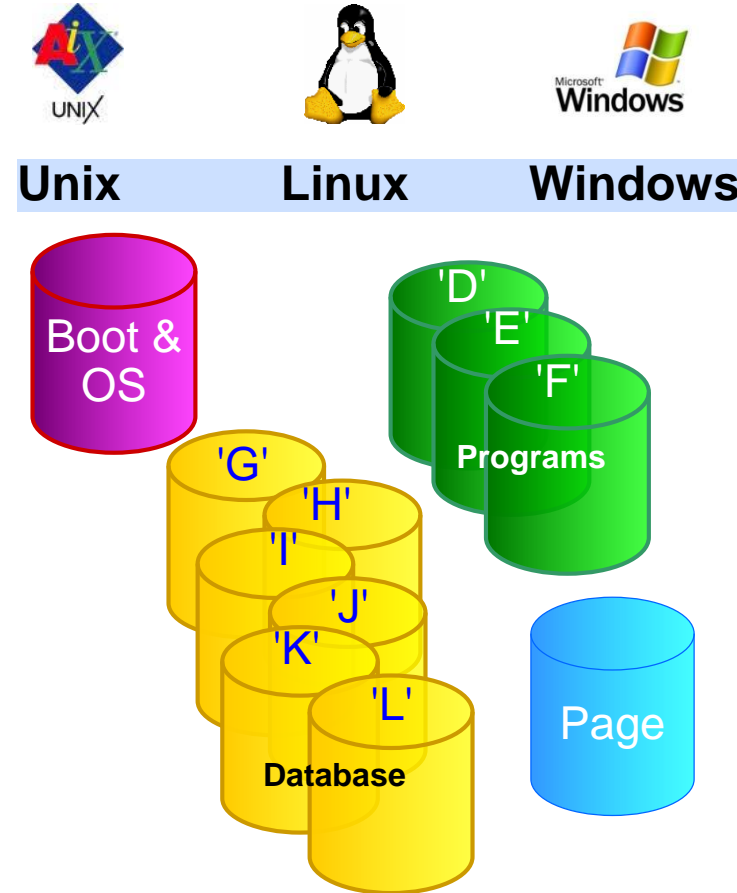 AiX
UNIX
Microsoft
Windows
Unix Linux Windows
Boot &
OS
'D'
'E'
'F'
Programs
'G'
'H'
'I'
'J'
'K'
'L'
Database
Page